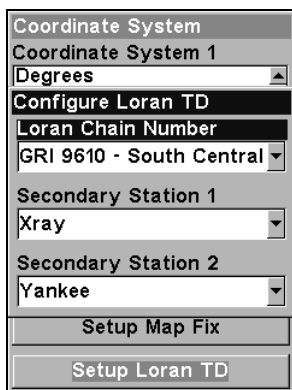 Coordinate System
Coordinate System 1
Degrees
Configure Loran TD
Loran Chain Number
GRI 9610 - South Central
Secondary Station 1
Xray
Secondary Station 2
Yankee
Setup Map Fix
Setup Loran TD